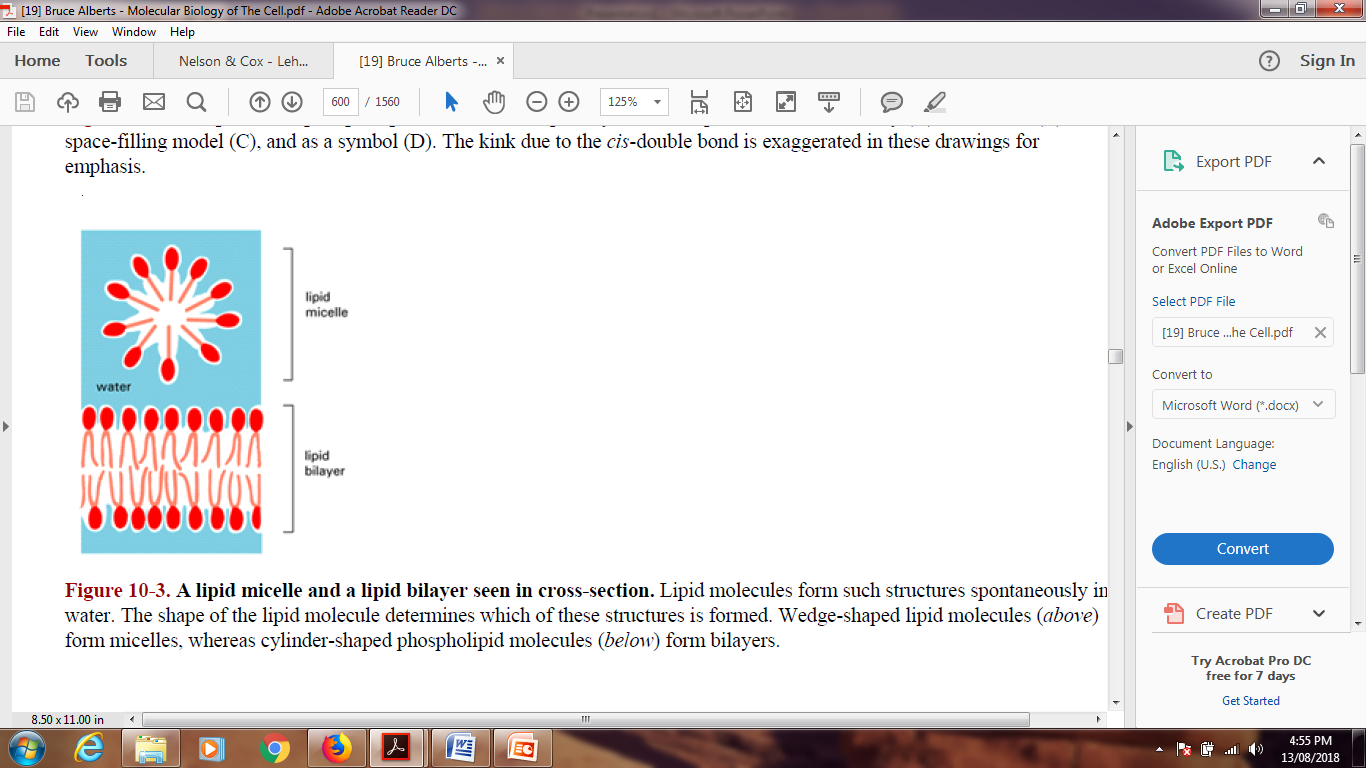 [19] Bruce Alberts - Molecular Biology of The Cell.pdf - Adobe Acrobat Reader DC
File Edit View Window Help
Home Tools Nelson & Cox - Leh... [19] Bruce Alberts -... Sign In
600 / 1560 125%
space-filling model (C), and as a symbol (D). The kink due to the cis-double bond is exaggerated in these drawings for
emphasis.
lipid
micelle
water
lipid
bilayer
Figure 10-3. A lipid micelle and a lipid bilayer seen in cross-section. Lipid molecules form such structures spontaneously in
water. The shape of the lipid molecule determines which of these structures is formed. Wedge-shaped lipid molecules (above)
form micelles, whereas cylinder-shaped phospholipid molecules (below) form bilayers.
8.50 x 11.00 in
Export PDF
Adobe Export PDF
Convert PDF Files to Word
or Excel Online
Select PDF File
[19] Bruce ...he Cell.pdf
Convert to
Microsoft Word (*.docx)
Document Language:
English (U.S.) Change
Convert
Create PDF
Try Acrobat Pro DC
free for 7 days
Get Started
4:55 PM
13/08/2018